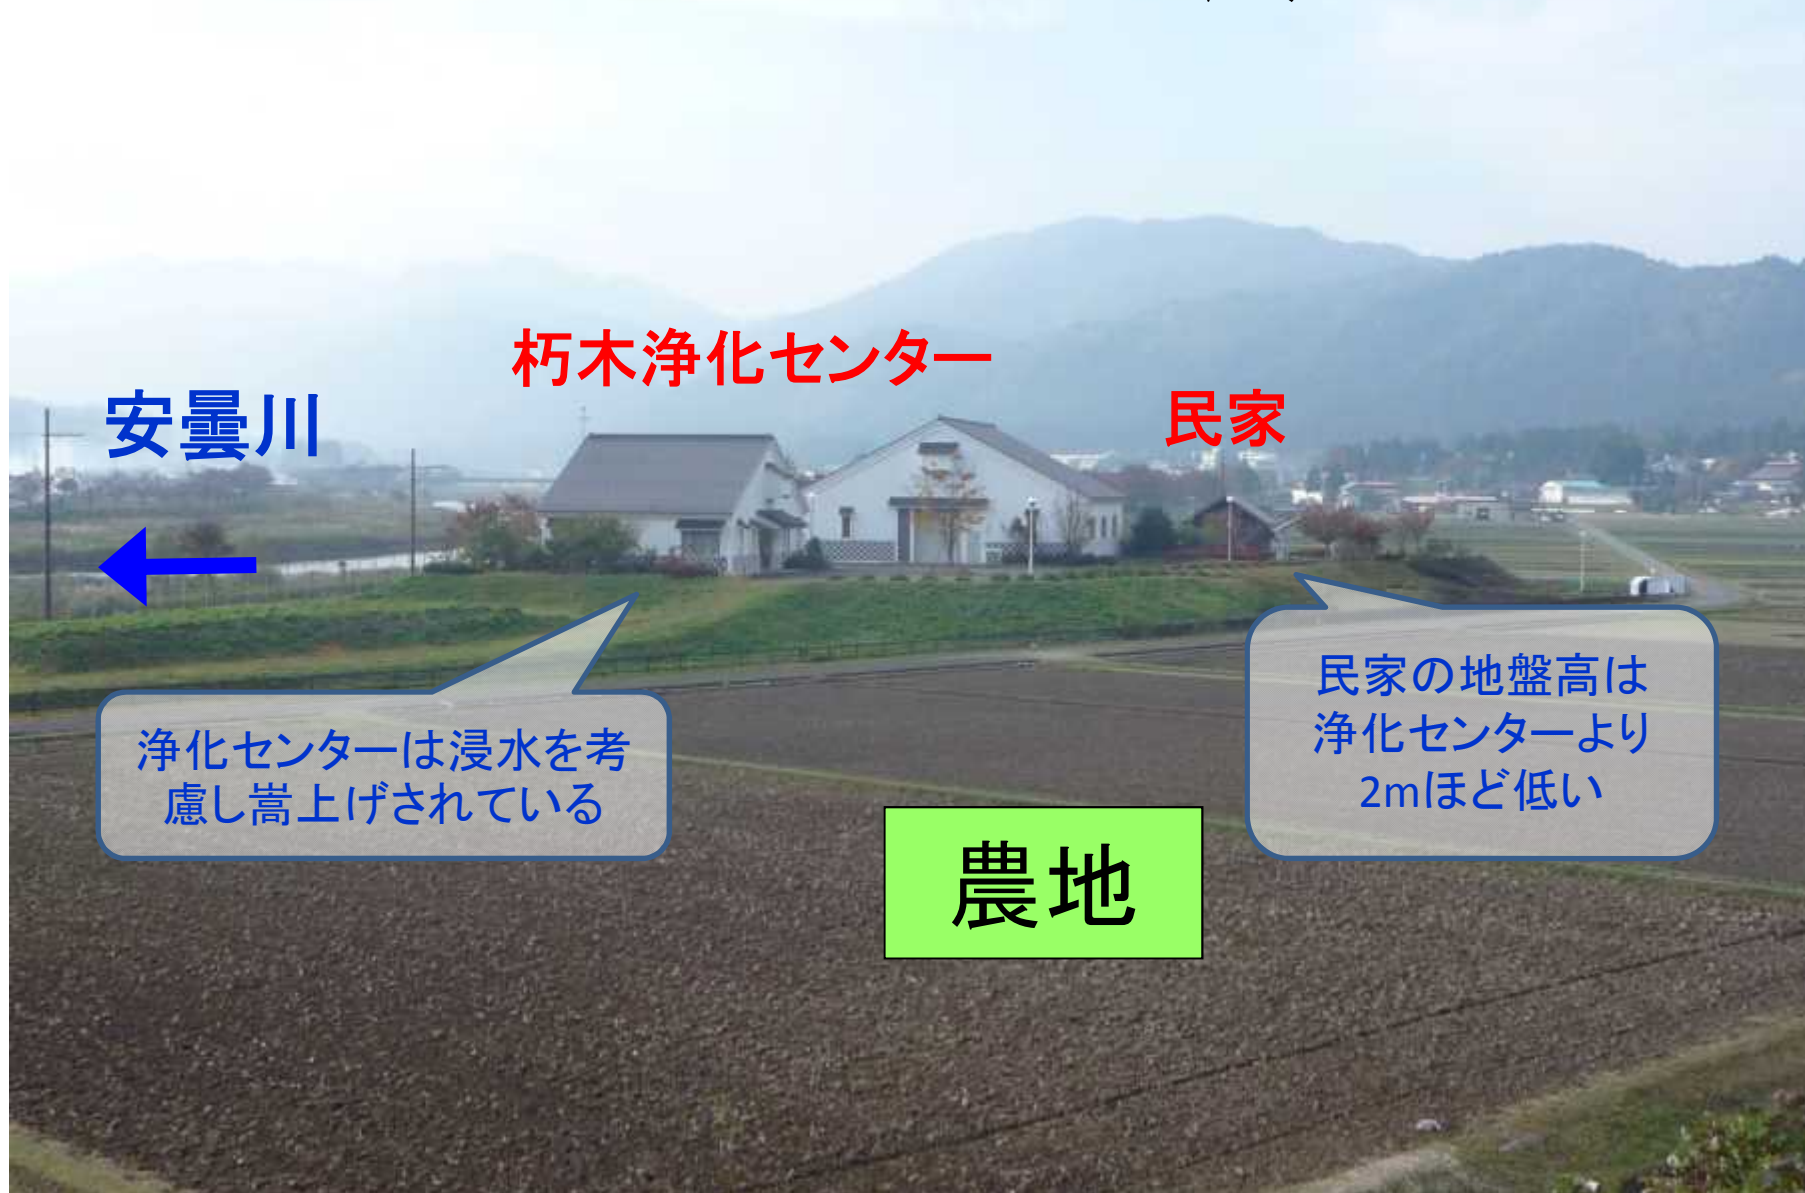 朽木浄化センター
安曇川
民家
浄化センターは浸水を考
慮し嵩上げされている
民家の地盤高は
浄化センターより
2mほど低い
農地